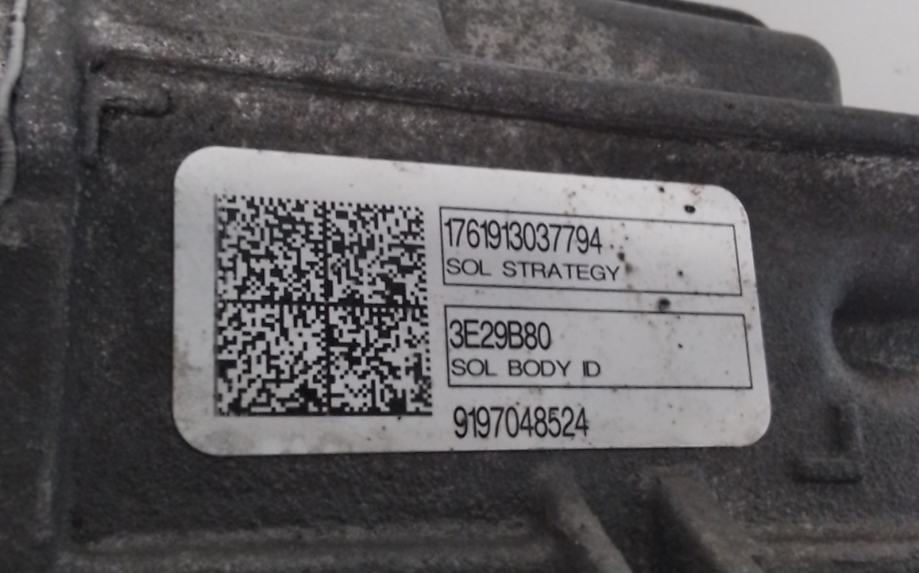 1761913037794
SOL STRATEGY
3E29B80
SOL BODY ID
9197048524